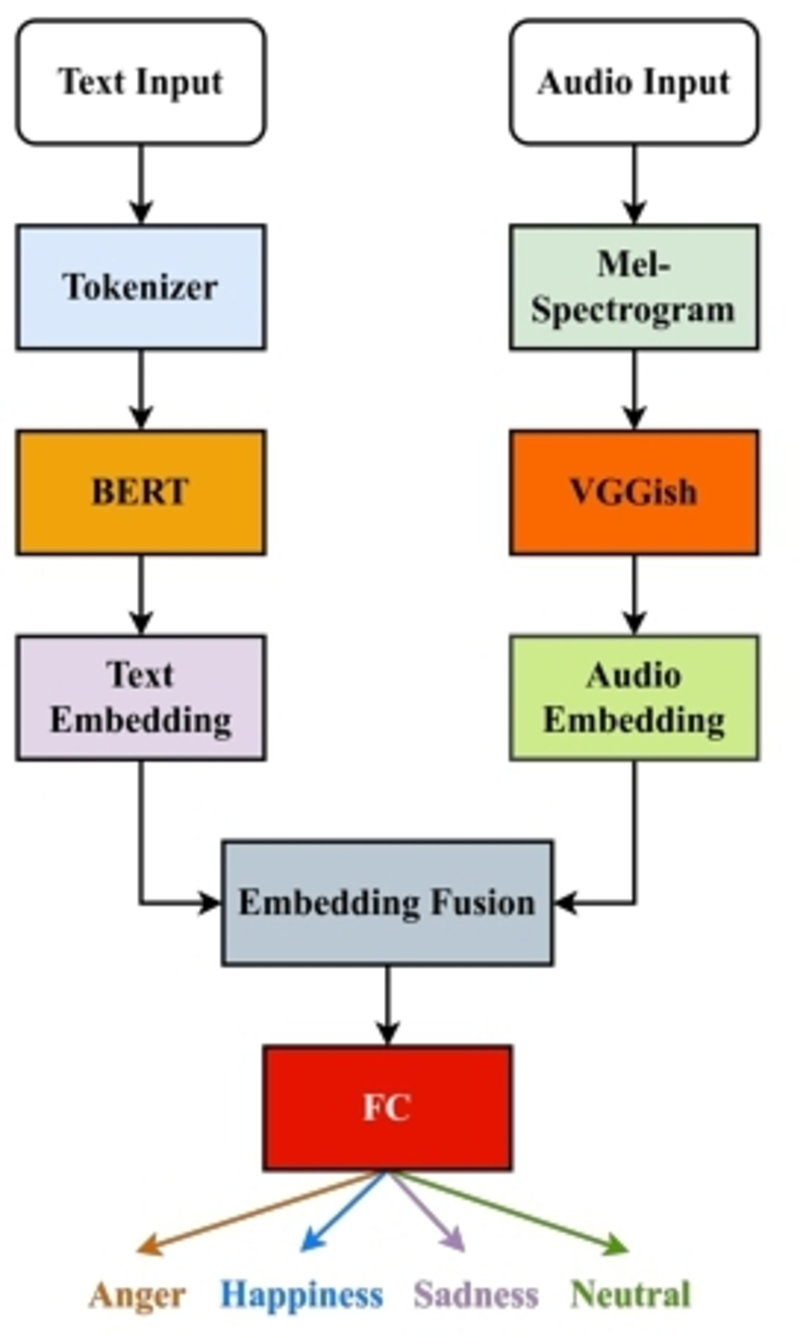 Text Input
Audio Input
Tokenizer
Mel-
Spectrogram
BERT
VGGish
Text
Embedding
Audio
Embedding
Embedding Fusion
FC
Anger Happiness Sadness Neutral